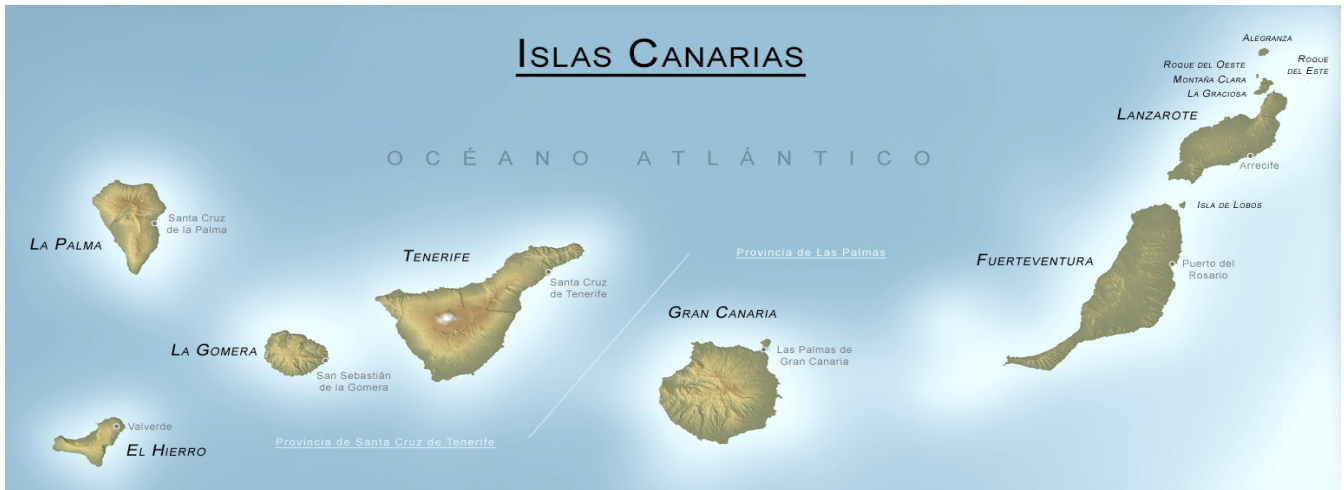 Islas Canarias
Alegranza
Roque del Oeste
Roque
del Este
Montaña Clara
La Graciosa
Lanzarote
OCÉANO ATLÁNTICO
Arrecife
Isla de Lobos
Santa Cruz
de la Palma
La Palma
Tenerife
Provincia de Las Palmas
Fuerteventura
Puerto del
Rosario
Santa Cruz
de Tenerife
Gran Canaria
La Gomera
Las Palmas de
Gran Canaria
San Sebastián
de la Gomera
Valverde
El Hierro
Provincia de Santa Cruz de Tenerife